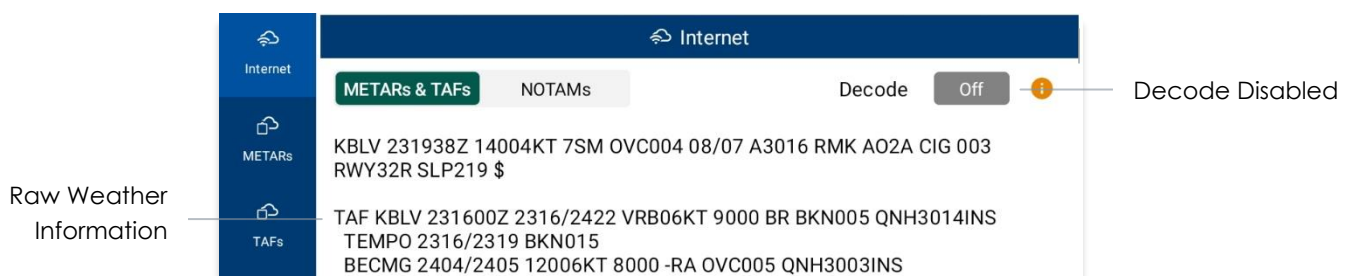 Internet
Internet
METARs & TAFs NOTAMs Decode Off Decode Disabled
METARs
KBLV 231938Z 14004KT 7SM OVC004 08/07 A3016 RMK AO2A CIG 003
RWY32R SLP219 $
Raw Weather
Information
TAFs
TAF KBLV 231600Z 2316/2422 VRB06KT 9000 BR BKN005 QNH3014INS
TEMPO 2316/2319 BKN015
BECMG 2404/2405 12006KT 8000 -RA OVC005 QNH3003INS